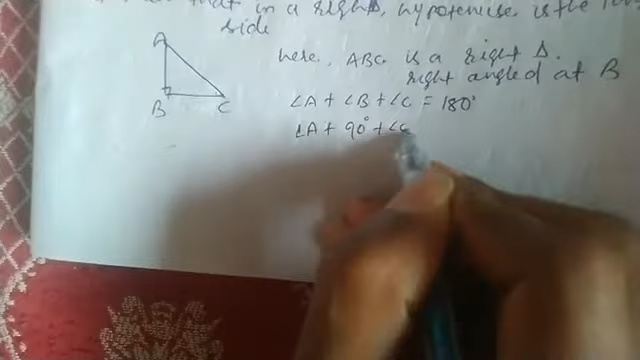 that in a right Δ, hypotenuse is the
side
A
B
C
here, ABC is a right Δ.
right angled at B
∠A + ∠B + ∠C = 180°
∠A + 90° + ∠C